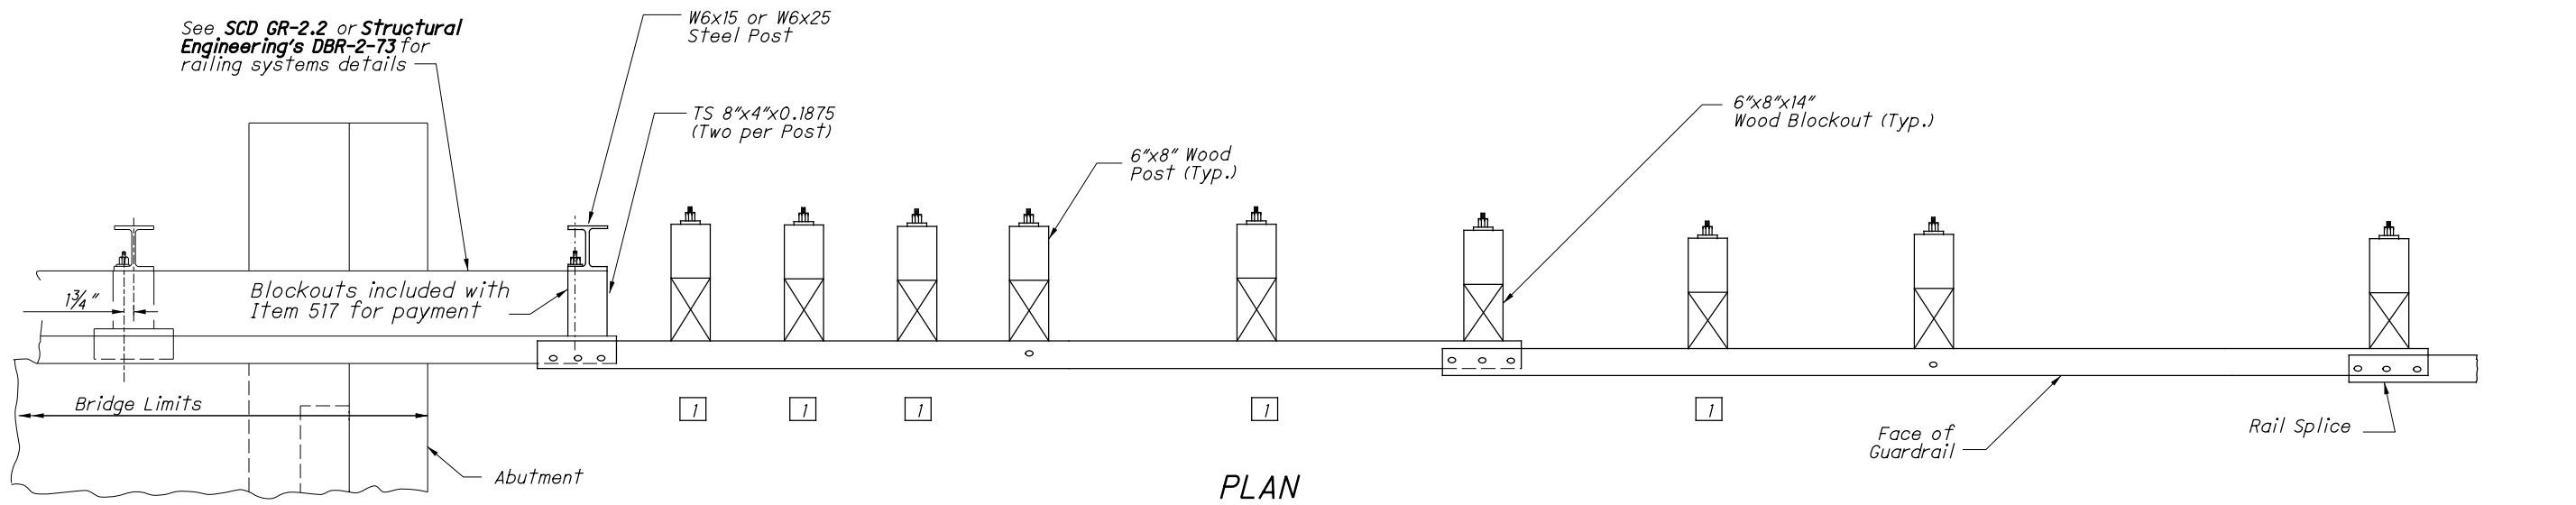 See SCD GR-2.2 or Structural
Engineering's DBR-2-73 for
railing systems details
W6x15 or W6x25
Steel Post
TS 8"x4"x0.1875
(Two per Post)
6"x8" Wood
Post (Typ.)
6"x8"x14"
Wood Blockout (Typ.)
1¾"
Blockouts included with
Item 517 for payment
Bridge Limits
Abutment
1
1
1
1
1
Face of
Guardrail
Rail Splice
PLAN